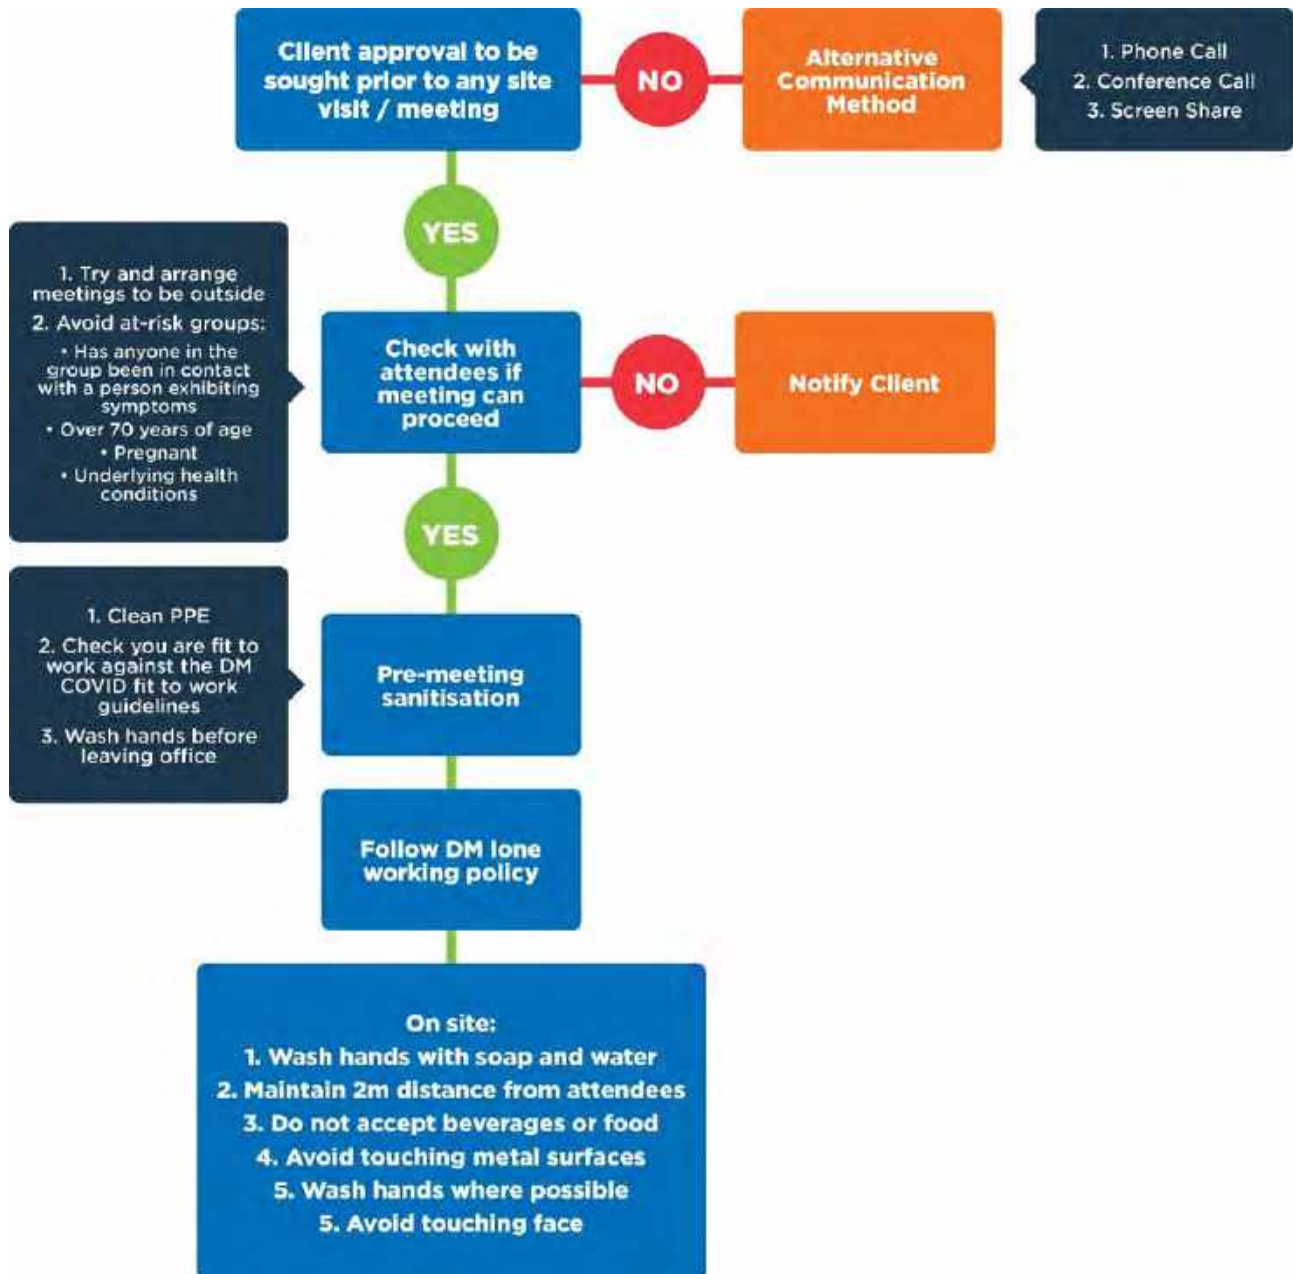 Client approval to be
sought prior to any site
visit / meeting
NO
Alternative
Communication
Method
1. Phone Call
2. Conference Call
3. Screen Share
YES
1. Try and arrange
meetings to be outside
2. Avoid at-risk groups:
• Has anyone in the
group been in contact
with a person exhibiting
symptoms
• Over 70 years of age
• Pregnant
• Underlying health
conditions
Check with
attendees if
meeting can
proceed
NO
Notify Client
YES
1. Clean PPE
2. Check you are fit to
work against the DM
COVID fit to work
guidelines
3. Wash hands before
leaving office
Pre-meeting
sanitisation
Follow DM lone
working policy
On site:
1. Wash hands with soap and water
2. Maintain 2m distance from attendees
3. Do not accept beverages or food
4. Avoid touching metal surfaces
5. Wash hands where possible
5. Avoid touching face